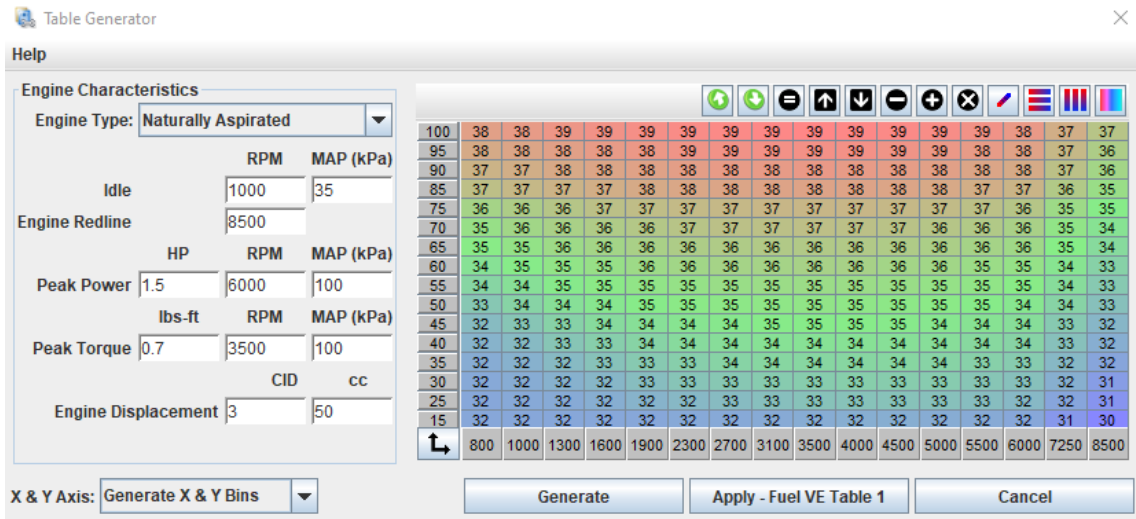 Table Generator
Help
Engine Characteristics
Engine Type: Naturally Aspirated
RPM MAP (kPa)
Idle 1000 35
Engine Redline 8500
HP RPM MAP (kPa)
Peak Power 1.5 6000 100
lbs-ft RPM MAP (kPa)
Peak Torque 0.7 3500 100
CID cc
Engine Displacement 3 50
100 38 38 39 39 39 39 39 39 39 39 39 39 39 38 37 37
95 38 38 38 38 38 39 39 39 39 39 39 39 38 38 37 36
90 37 37 38 38 38 38 38 38 38 38 38 38 38 38 37 36
85 37 37 37 37 38 38 38 38 38 38 38 38 37 37 36 35
75 36 36 36 37 37 37 37 37 37 37 37 37 37 36 35 35
70 35 36 36 36 36 37 37 37 37 37 37 36 36 36 35 34
65 35 35 36 36 36 36 36 36 36 36 36 36 36 36 35 34
60 34 35 35 35 36 36 36 36 36 36 36 36 35 35 34 33
55 34 34 35 35 35 35 35 35 35 35 35 35 35 34 34 33
50 33 34 34 34 35 35 35 35 35 35 35 35 35 34 34 33
45 32 33 33 34 34 34 34 35 35 35 35 34 34 34 33 32
40 32 32 33 33 34 34 34 34 34 34 34 34 34 33 33 32
35 32 32 32 33 33 33 34 34 34 34 34 34 33 33 32 32
30 32 32 32 32 33 33 33 33 33 33 33 33 33 33 32 31
25 32 32 32 32 32 32 33 33 33 33 33 33 32 32 32 31
15 32 32 32 32 32 32 32 32 32 32 32 32 32 32 31 30
800 1000 1300 1600 1900 2300 2700 3100 3500 4000 4500 5000 5500 6000 7250 8500
X & Y Axis: Generate X & Y Bins
Generate Apply - Fuel VE Table 1 Cancel